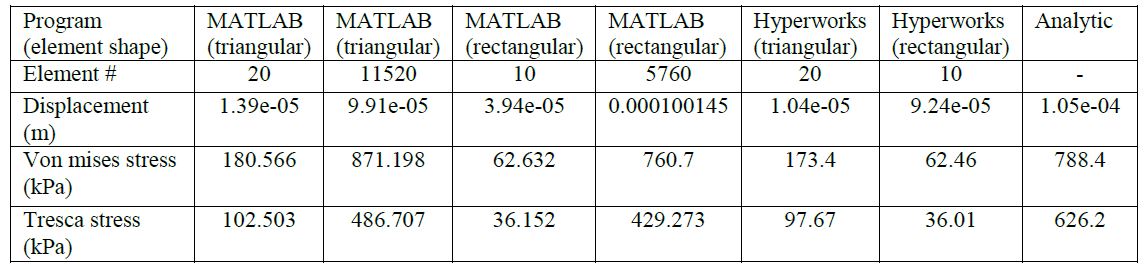 Program (element shape) MATLAB (triangular) MATLAB (triangular) MATLAB (rectangular) MATLAB (rectangular) Hyperworks (triangular) Hyperworks (rectangular) Analytic
Element # 20 11520 10 5760 20 10 -
Displacement (m) 1.39e-05 9.91e-05 3.94e-05 0.000100145 1.04e-05 9.24e-05 1.05e-04
Von mises stress (kPa) 180.566 871.198 62.632 760.7 173.4 62.46 788.4
Tresca stress (kPa) 102.503 486.707 36.152 429.273 97.67 36.01 626.2